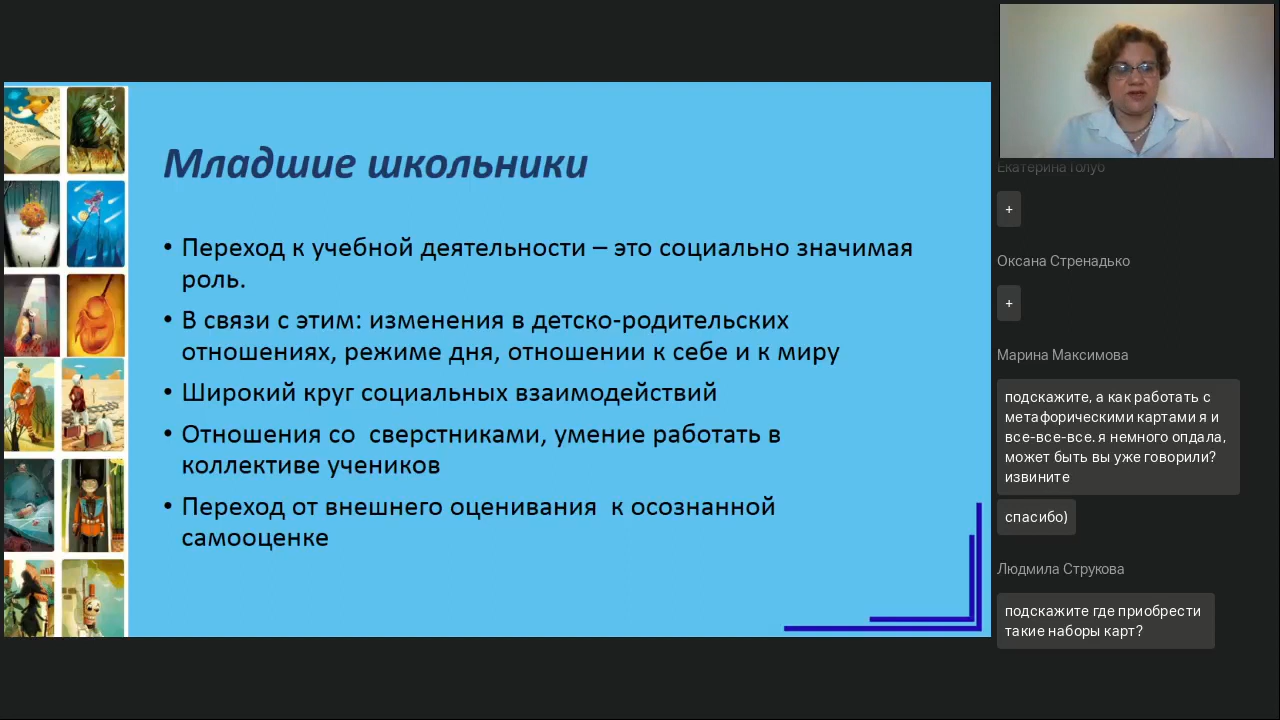 Младшие школьники
• Переход к учебной деятельности – это социально значимая
роль.
• В связи с этим: изменения в детско-родительских
отношениях, режиме дня, отношении к себе и к миру
• Широкий круг социальных взаимодействий
• Отношения со  сверстниками, умение работать в
коллективе учеников
• Переход от внешнего оценивания  к осознанной
самооценке
Екатерина Голуб
+
Оксана Стренадько
+
Марина Максимова
подскажите, а как работать с
метафорическими картами я и
все-все-все. я немного опдала,
может быть вы уже говорили?
извините
спасибо)
Людмила Струкова
подскажите где приобрести
такие наборы карт?